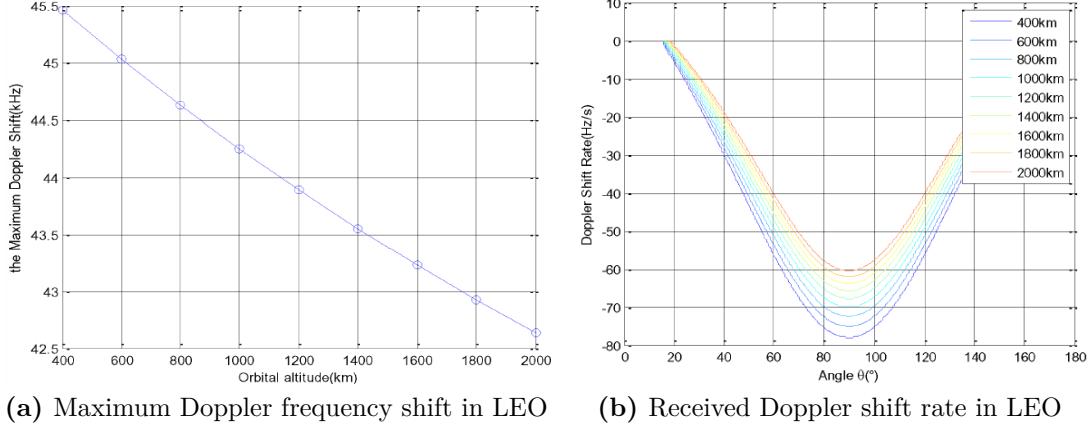 45.5
45
44.5
44
43.5
43
42.5
the Maximum Doppler Shift(kHz)
400 600 800 1000 1200 1400 1600 1800 2000
Orbital altitude(km)
10
0
-10
-20
-30
-40
-50
-60
-70
-80
Doppler Shift Rate(Hz/s)
0 20 40 60 80 100 120 140 160 180
Angle θ(°)
400km
600km
800km
1000km
1200km
1400km
1600km
1800km
2000km
(a) Maximum Doppler frequency shift in LEO
(b) Received Doppler shift rate in LEO